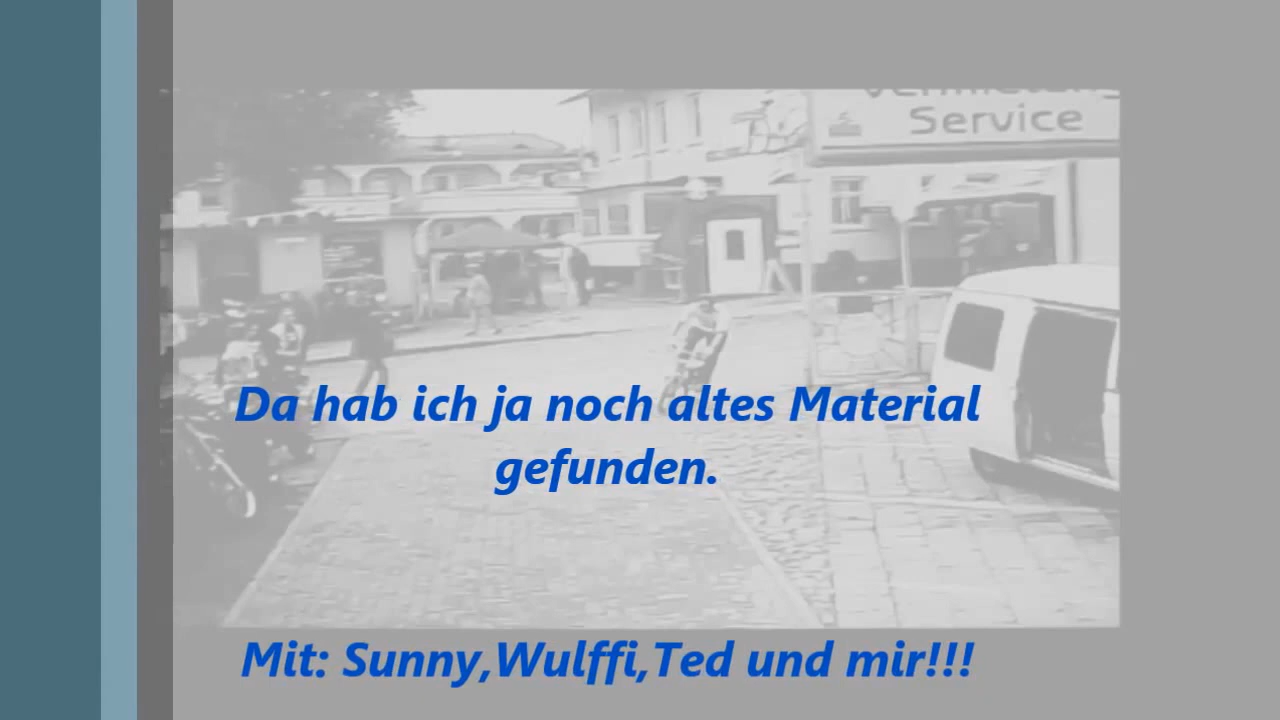 Service
Da hab ich ja noch altes Material
gefunden.
Mit: Sunny,Wulffi,Ted und mir!!!